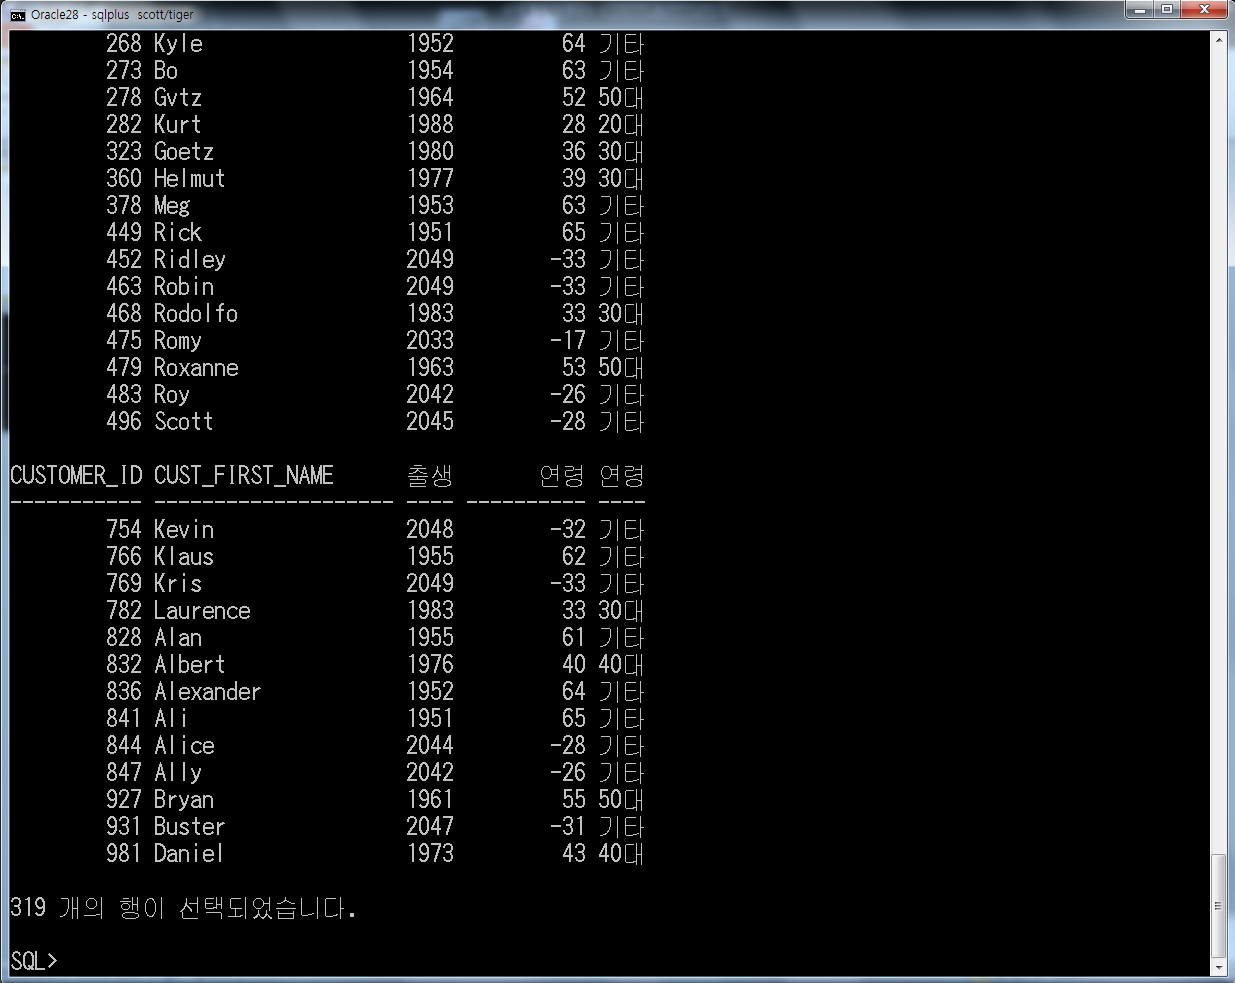 Oracle28 - sqlplus  scott/tiger
268 Kyle 1952 64 기타
273 Bo 1954 63 기타
278 Gvtz 1964 52 50대
282 Kurt 1988 28 20대
323 Goetz 1980 36 30대
360 Helmut 1977 39 30대
378 Meg 1953 63 기타
449 Rick 1951 65 기타
452 Ridley 2049 -33 기타
463 Robin 2049 -33 기타
468 Rodolfo 1983 33 30대
475 Romy 2033 -17 기타
479 Roxanne 1963 53 50대
483 Roy 2042 -26 기타
496 Scott 2045 -28 기타
CUSTOMER_ID CUST_FIRST_NAME 출생 연령 연령
----------- -------------------- ---- ---------- ----
754 Kevin 2048 -32 기타
766 Klaus 1955 62 기타
769 Kris 2049 -33 기타
782 Laurence 1983 33 30대
828 Alan 1955 61 기타
832 Albert 1976 40 40대
836 Alexander 1952 64 기타
841 Ali 1951 65 기타
844 Alice 2044 -28 기타
847 Ally 2042 -26 기타
927 Bryan 1961 55 50대
931 Buster 2047 -31 기타
981 Daniel 1973 43 40대
319 개의 행이 선택되었습니다.
SQL>